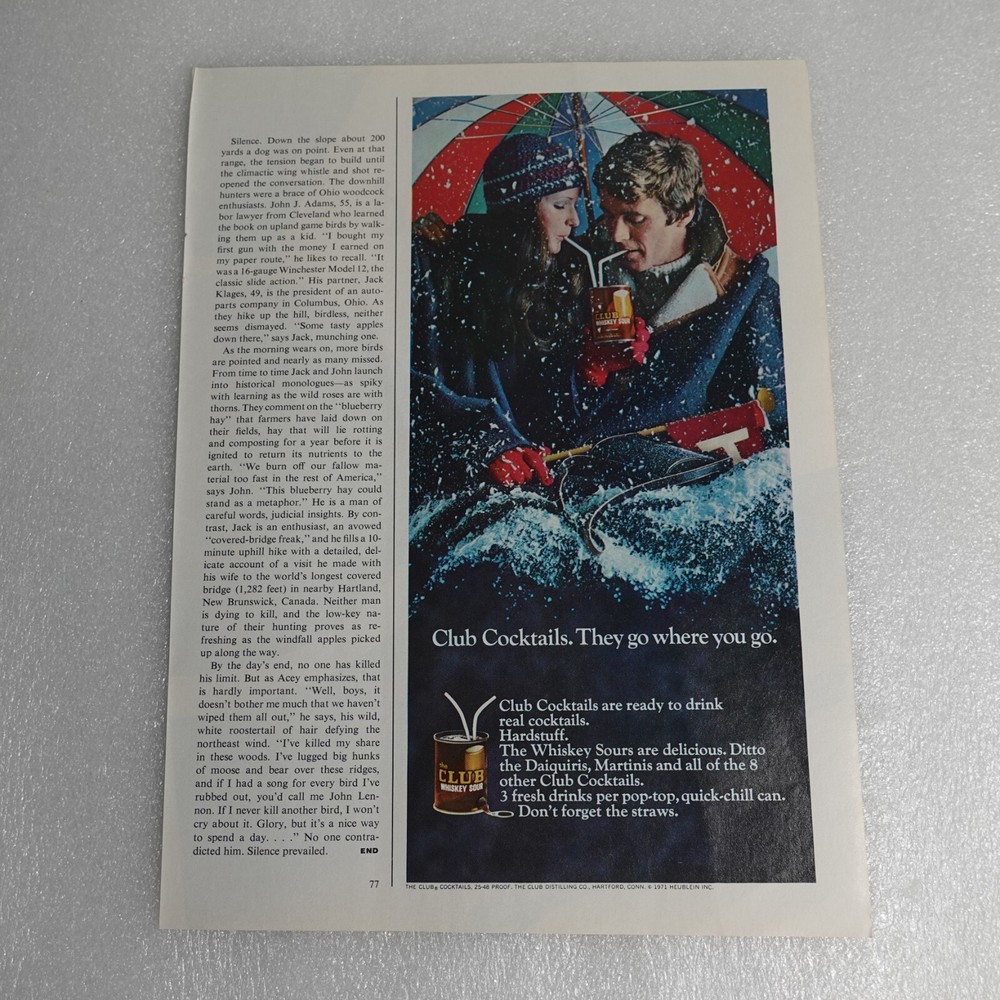 Silence. Down the slope about 200
yards a dog was on point. Even at that
range, the tension began to build until
the climactic wing whistle and shot re-
opened the conversation. The downhill
hunters were a brace of Ohio woodcock
enthusiasts. John J. Adams, 55, is a la-
bor lawyer from Cleveland who learned
the book on upland game birds by walk-
ing them up as a kid. "I bought my
first gun with the money I earned on
my paper route," he likes to recall. "It
was a 16-gauge Winchester Model 12, the
classic slide action." His partner, Jack
Klages, 49, is the president of an auto-
parts company in Columbus, Ohio. As
they hike up the hill, birdless, neither
seems dismayed. "Some tasty apples
down there," says Jack, munching one.
As the morning wears on, more birds
are pointed and nearly as many missed.
From time to time Jack and John launch
into historical monologues—as spiky
with learning as the wild roses are with
thorns. They comment on the "blueberry
hay" that farmers have laid down on
their fields, hay that will lie rotting
and composting for a year before it is
ignited to return its nutrients to the
earth. "We burn off our fallow ma-
terial too fast in the rest of America,"
says John. "This blueberry hay could
stand as a metaphor." He is a man of
careful words, judicial insights. By con-
trast, Jack is an enthusiast, an avowed
"covered-bridge freak," and he fills a 10-
minute uphill hike with a detailed, del-
icate account of a visit he made with
his wife to the world's longest covered
bridge (1,282 feet) in nearby Hartland,
New Brunswick, Canada. Neither man
is dying to kill, and the low-key na-
ture of their hunting proves as re-
freshing as the windfall apples picked
up along the way.
By the day's end, no one has killed
his limit. But as Acey emphasizes, that
is hardly important. "Well, boys, it
doesn't bother me much that we haven't
wiped them all out," he says, his wild,
white roostertail of hair defying the
northeast wind. "I've killed my share
in these woods. I've lugged big hunks
of moose and bear over these ridges,
and if I had a song for every bird I've
rubbed out, you'd call me John Len-
non. If I never kill another bird, I won't
cry about it. Glory, but it's a nice way
to spend a day. . . ." No one contra-
dicted him. Silence prevailed. END
77
CLUB
WHISKEY SOUR
Club Cocktails. They go where you go.
the
CLUB
WHISKEY SOUR
Club Cocktails are ready to drink
real cocktails.
Hardstuff.
The Whiskey Sours are delicious. Ditto
the Daiquiris, Martinis and all of the 8
other Club Cocktails.
3 fresh drinks per pop-top, quick-chill can.
Don't forget the straws.
THE CLUB® COCKTAILS, 25-48 PROOF. THE CLUB DISTILLING CO., HARTFORD, CONN. © 1971 HEUBLEIN INC.